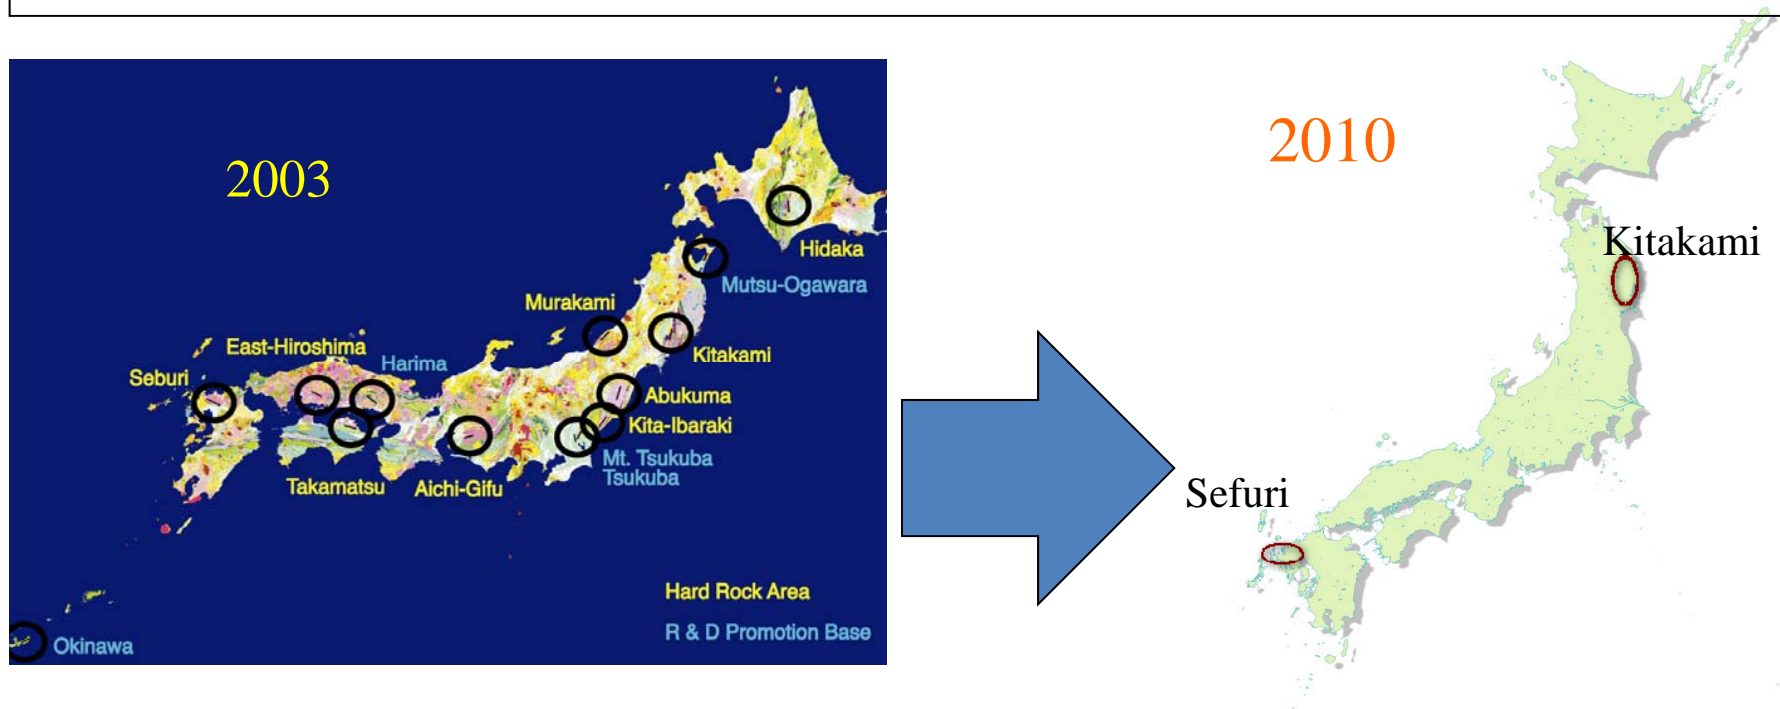 2003
Hidaka
Mutsu-Ogawara
Murakami
Kitakami
East-Hiroshima
Harima
Seburi
Abukuma
Kita-Ibaraki
Mt. Tsukuba
Tsukuba
Takamatsu
Aichi-Gifu
Hard Rock Area
R & D Promotion Base
Okinawa
2010
Kitakami
Sefuri